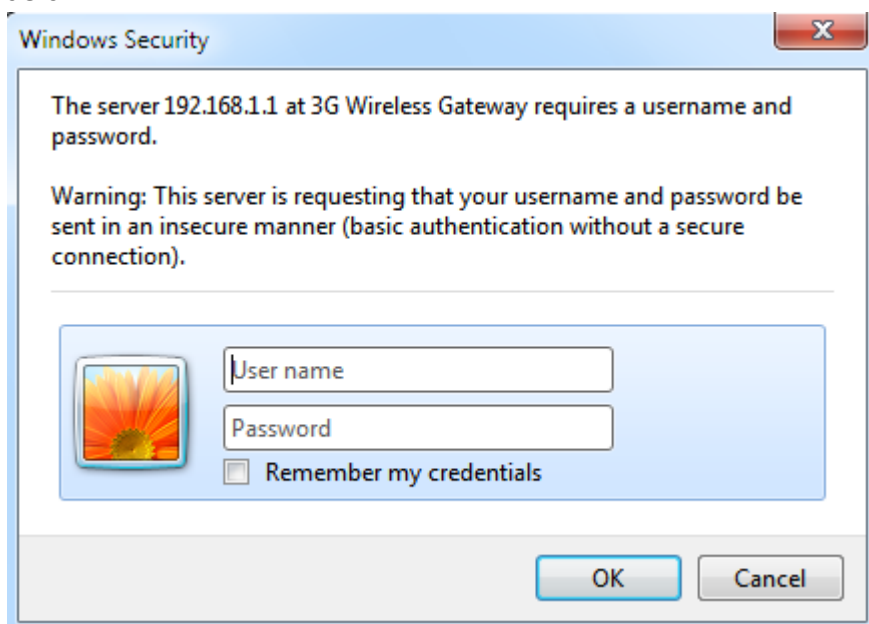 Windows Security
The server 192.168.1.1 at 3G Wireless Gateway requires a username and
password.
Warning: This server is requesting that your username and password be
sent in an insecure manner (basic authentication without a secure
connection).
User name
Password
Remember my credentials
OK
Cancel